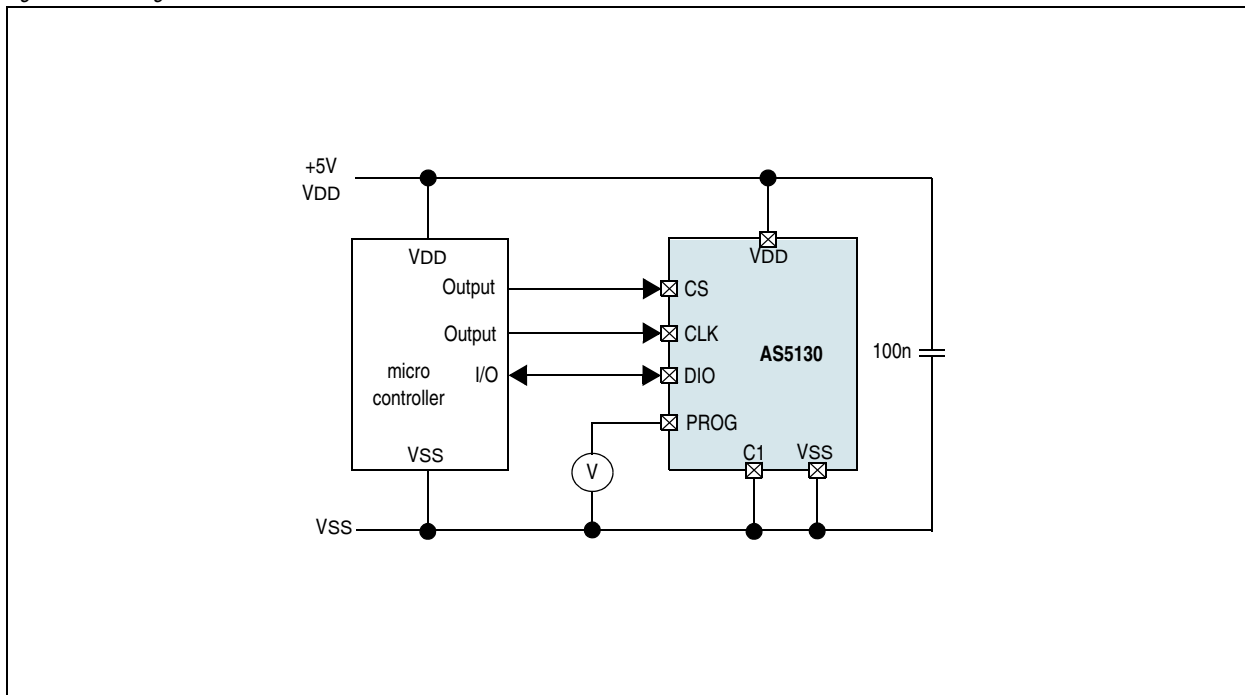 +5V
VDD
VDD
VDD
Output
CS
Output
CLK
AS5130
100n
micro
controller
I/O
DIO
PROG
VSS
C1
VSS
V
VSS